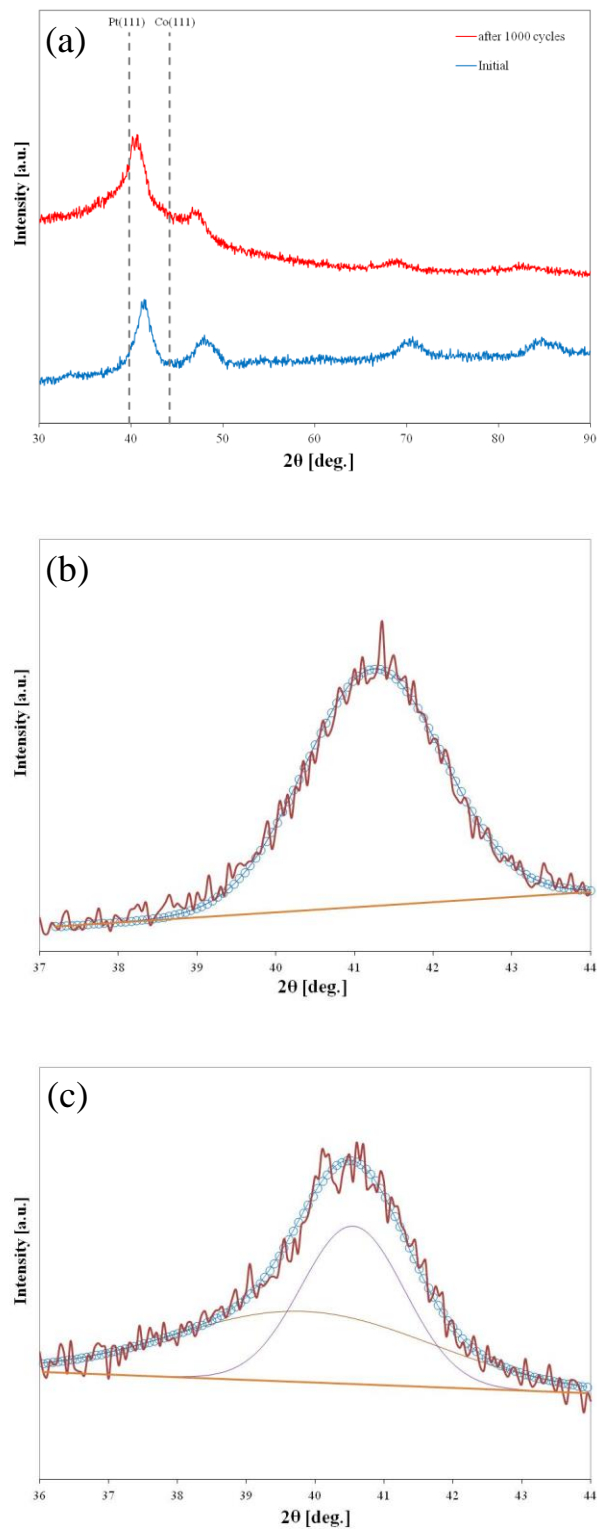 (a)
Pt(111) Co(111)
after 1000 cycles
Initial
Intensity [a.u.]
30 40 50 60 70 80 90
2θ [deg.]
(b)
Intensity [a.u.]
37 38 39 40 41 42 43 44
2θ [deg.]
(c)
Intensity [a.u.]
36 37 38 39 40 41 42 43 44
2θ [deg.]